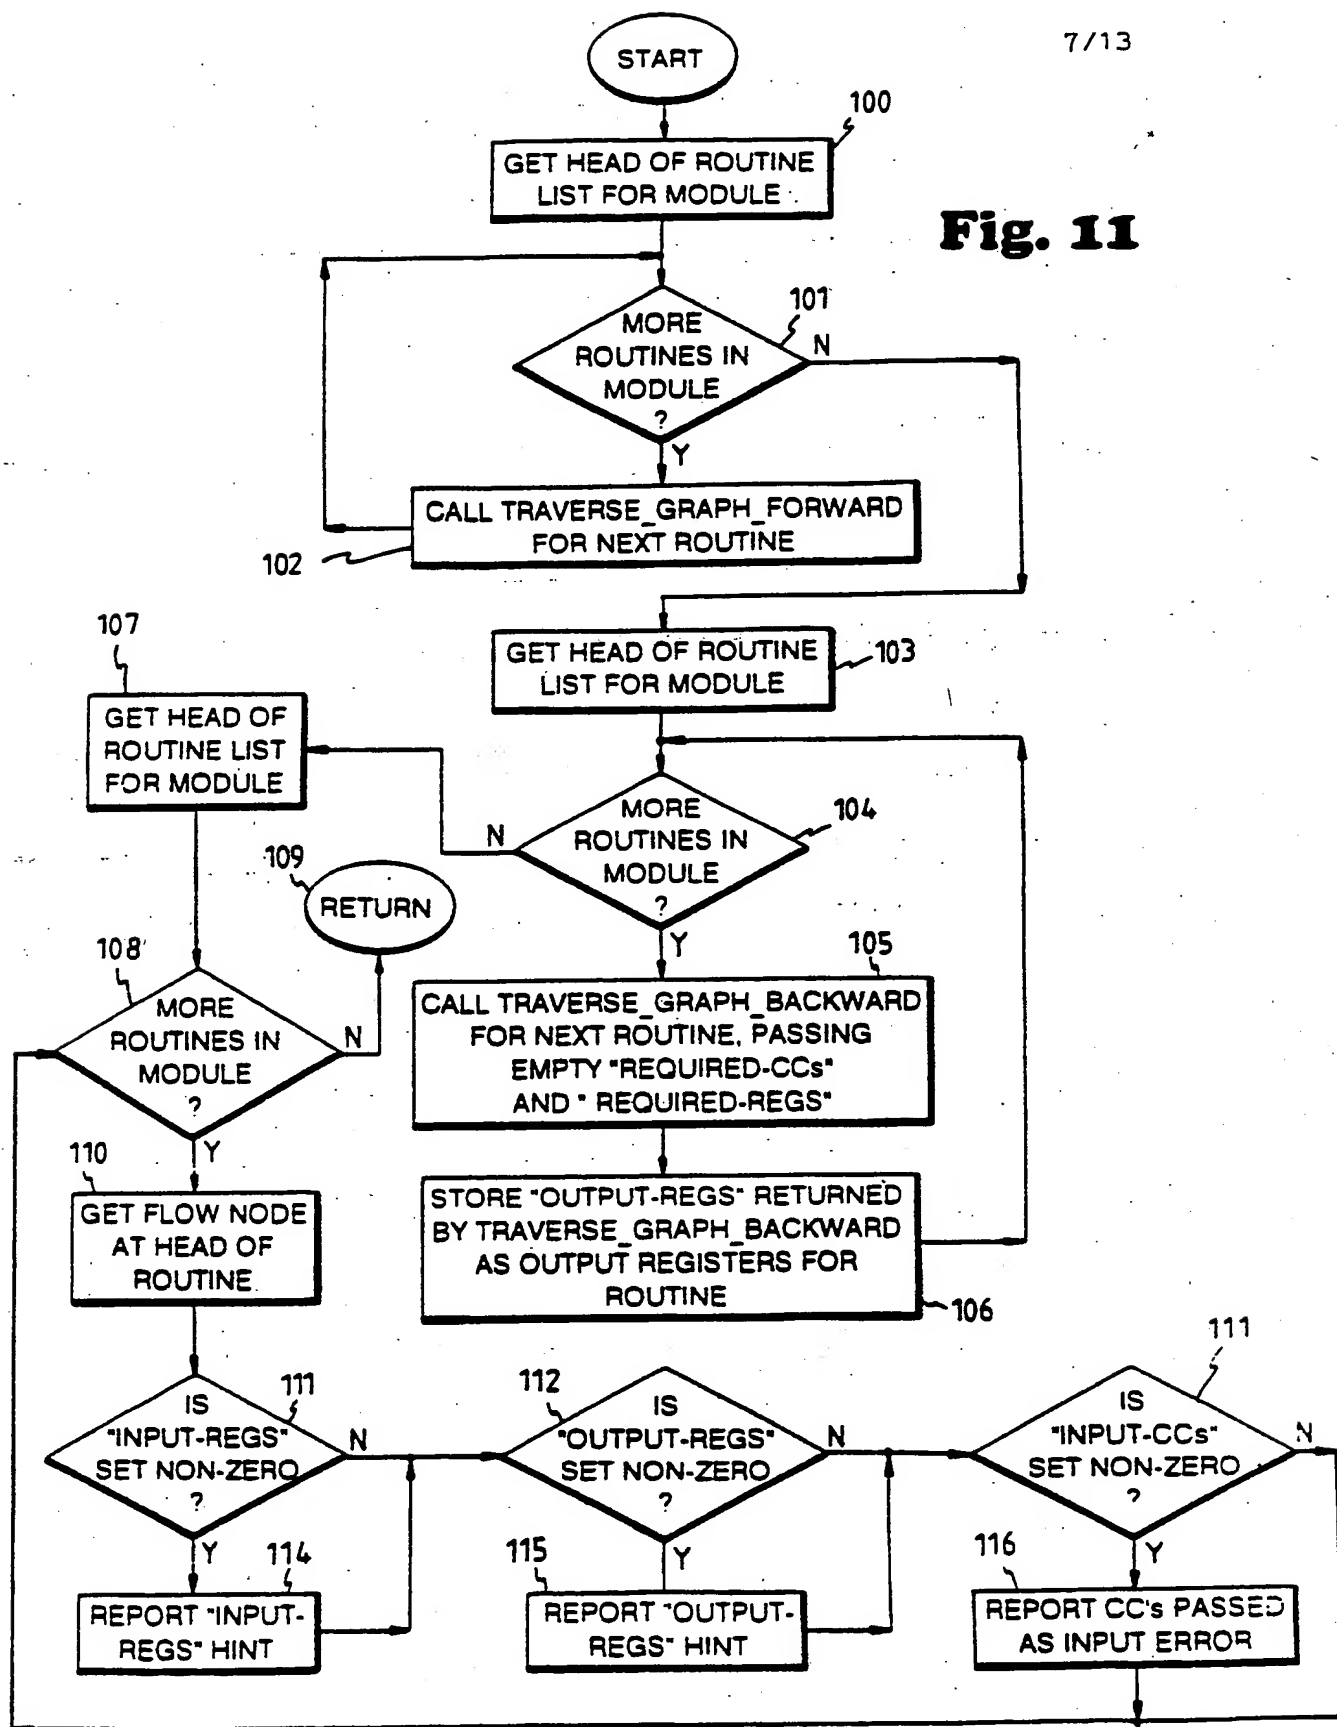 7/13
START
100
GET HEAD OF ROUTINE
LIST FOR MODULE
Fig. 11
101
MORE
ROUTINES IN
MODULE
?
N
Y
CALL TRAVERSE_GRAPH_FORWARD
FOR NEXT ROUTINE
102
GET HEAD OF ROUTINE
LIST FOR MODULE
103
107
GET HEAD OF
ROUTINE LIST
FOR MODULE
MORE
ROUTINES IN
MODULE
?
104
N
Y
109
RETURN
108
MORE
ROUTINES IN
MODULE
?
N
Y
105
CALL TRAVERSE_GRAPH_BACKWARD
FOR NEXT ROUTINE, PASSING
EMPTY "REQUIRED-CCs"
AND " REQUIRED-REGS"
110
GET FLOW NODE
AT HEAD OF
ROUTINE
STORE "OUTPUT-REGS" RETURNED
BY TRAVERSE_GRAPH_BACKWARD
AS OUTPUT REGISTERS FOR
ROUTINE
106
111
IS
"INPUT-REGS"
SET NON-ZERO
?
N
Y
112
IS
"OUTPUT-REGS"
SET NON-ZERO
?
N
Y
111
IS
"INPUT-CCs"
SET NON-ZERO
?
N
Y
114
REPORT "INPUT-
REGS" HINT
115
REPORT "OUTPUT-
REGS" HINT
116
REPORT CC's PASSED
AS INPUT ERROR